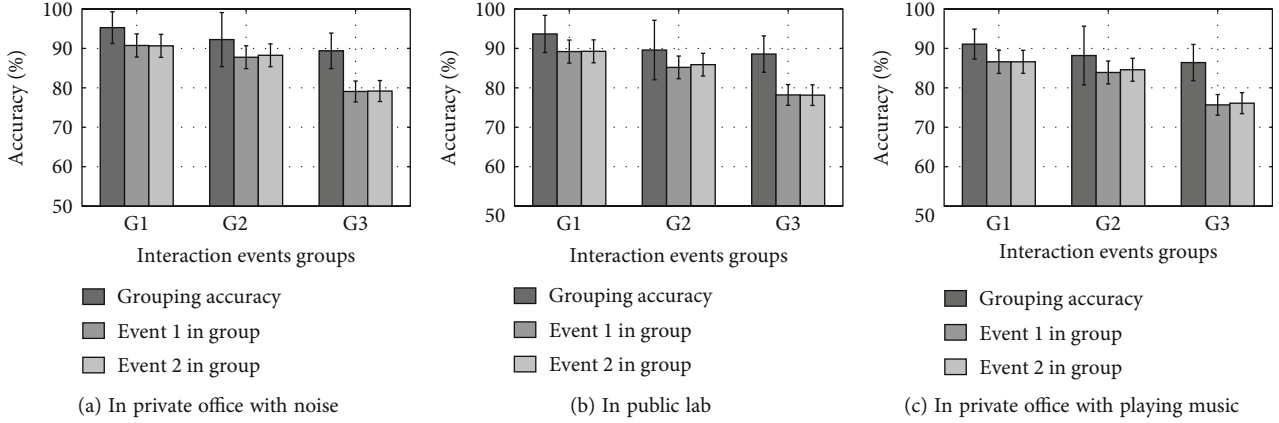 Accuracy (%)
100
90
80
70
60
50
G1
G2
G3
Interaction events groups
Grouping accuracy
Event 1 in group
Event 2 in group
(a) In private office with noise
Accuracy (%)
100
90
80
70
60
50
G1
G2
G3
Interaction events groups
Grouping accuracy
Event 1 in group
Event 2 in group
(b) In public lab
Accuracy (%)
100
90
80
70
60
50
G1
G2
G3
Interaction events groups
Grouping accuracy
Event 1 in group
Event 2 in group
(c) In private office with playing music